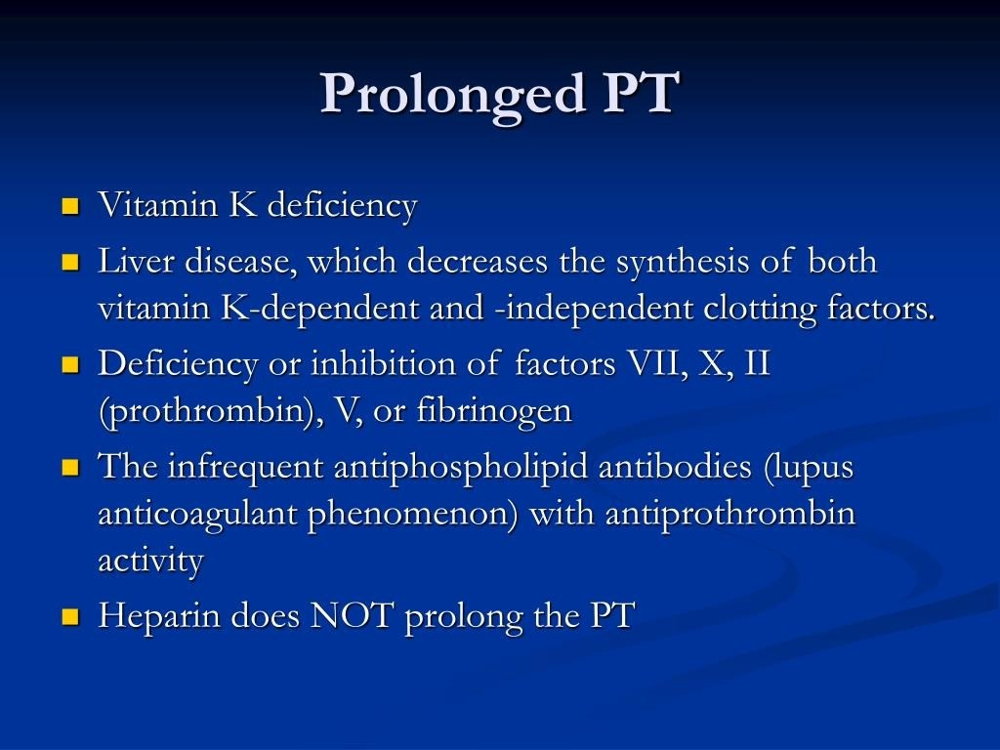 Prolonged PT
Vitamin K deficiency
Liver disease, which decreases the synthesis of both
vitamin K-dependent and -independent clotting factors.
Deficiency or inhibition of factors VII, X, II
(prothrombin), V, or fibrinogen
The infrequent antiphospholipid antibodies (lupus
anticoagulant phenomenon) with antiprothrombin
activity
Heparin does NOT prolong the PT